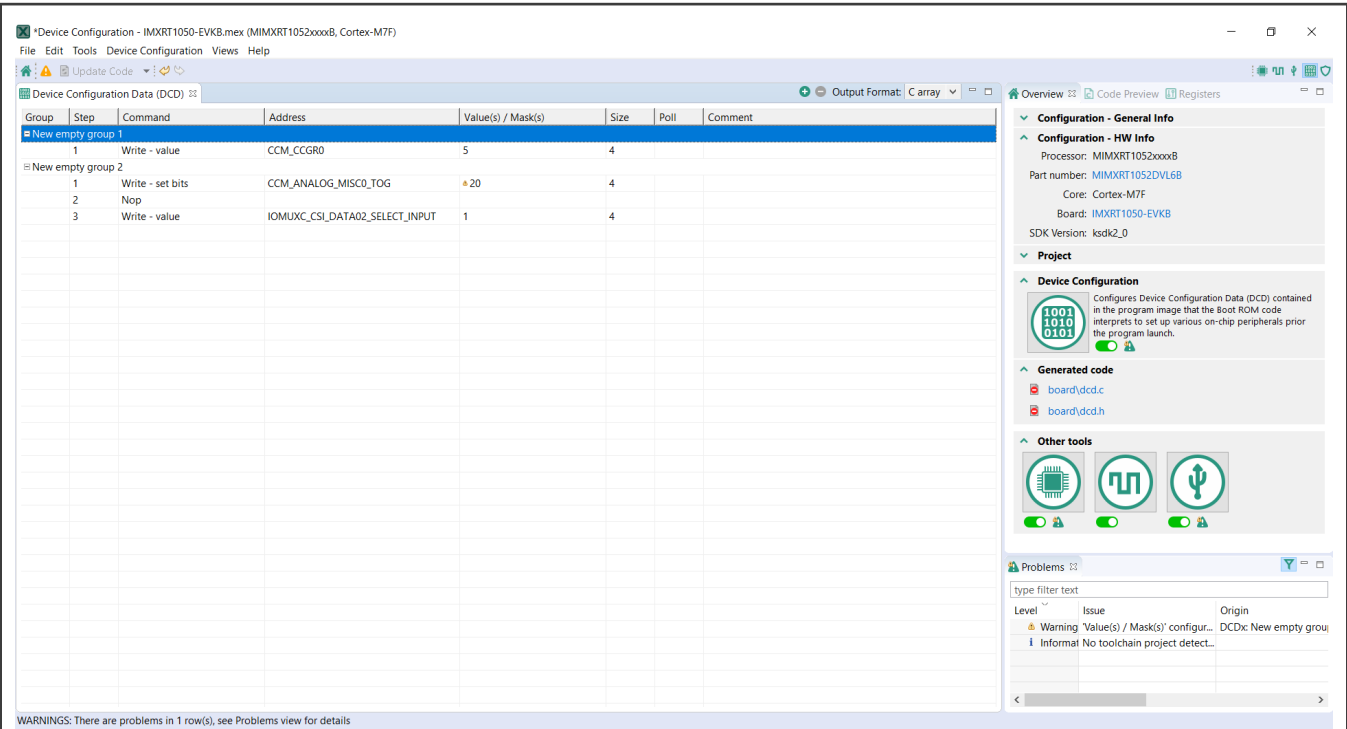 *Device Configuration - IMXRT1050-EVKB.mex (MIMXRT1052xxxxB, Cortex-M7F)
File Edit Tools Device Configuration Views Help
Update Code
Device Configuration Data (DCD)
Output Format: C array
Group Step Command Address Value(s) / Mask(s) Size Poll Comment
New empty group 1
1 Write - value CCM_CCGR0 5 4
New empty group 2
1 Write - set bits CCM_ANALOG_MISC0_TOG 20 4
2 Nop
3 Write - value IOMUXC_CSI_DATA02_SELECT_INPUT 1 4
Overview Code Preview Registers
Configuration - General Info
Configuration - HW Info
Processor: MIMXRT1052xxxxB
Part number: MIMXRT1052DVL6B
Core: Cortex-M7F
Board: IMXRT1050-EVKB
SDK Version: ksdk2_0
Project
Device Configuration
1001
1010
0101
Configures Device Configuration Data (DCD) contained
in the program image that the Boot ROM code
interprets to set up various on-chip peripherals prior
the program launch.
Generated code
board\dcd.c
board\dcd.h
Other tools
Problems
type filter text
Level Issue Origin
Warning 'Value(s) / Mask(s)' configur... DCDx: New empty grou
Informat No toolchain project detect...
WARNINGS: There are problems in 1 row(s), see Problems view for details